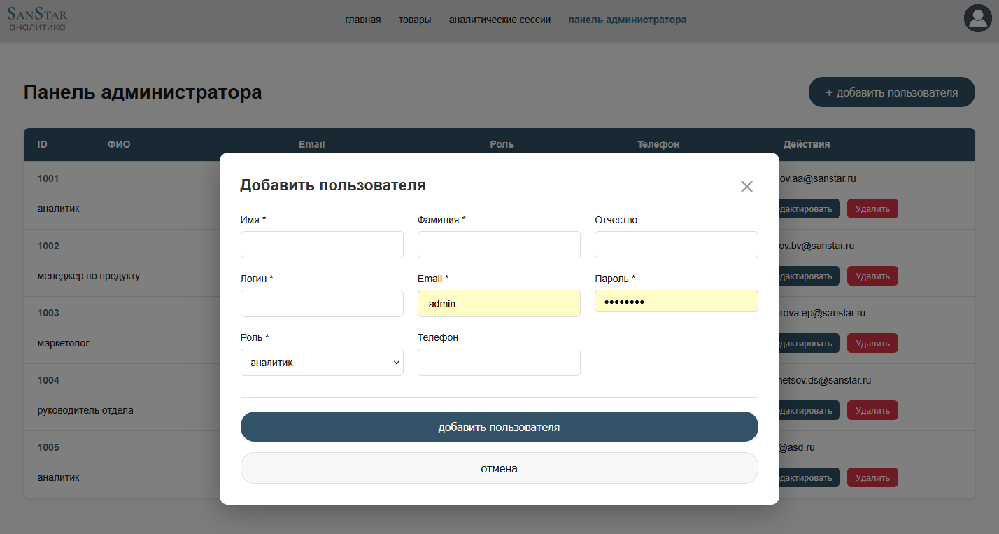 SANSTAR
аналитика
главная товары аналитические сессии панель администратора
Панель администратора
+ добавить пользователя
ID ФИО Email Роль Телефон Действия
1001 ov.aa@sanstar.ru
аналитик дактировать Удалить
1002 ov.bv@sanstar.ru
менеджер по продукту дактировать Удалить
1003 rova.ep@sanstar.ru
маркетолог дактировать Удалить
1004 netsov.ds@sanstar.ru
руководитель отдела дактировать Удалить
1005 @asd.ru
аналитик дактировать Удалить
Добавить пользователя
Имя * Фамилия * Отчество
Логин * Email * Пароль *
admin ••••••••
Роль * Телефон
аналитик
добавить пользователя
отмена